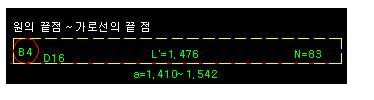 원의 끝점 ~ 가로선의 끝 점
B4 D16 L'=1,476 N=83
a=1,410~1,542